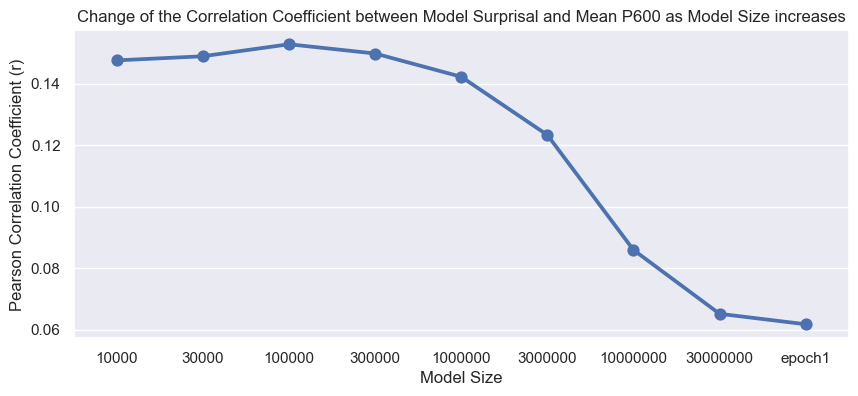 Change of the Correlation Coefficient between Model Surprisal and Mean P600 as Model Size increases
Pearson Correlation Coefficient (r)
0.14
0.12
0.10
0.08
0.06
10000 30000 100000 300000 1000000 3000000 10000000 30000000 epoch1
Model Size